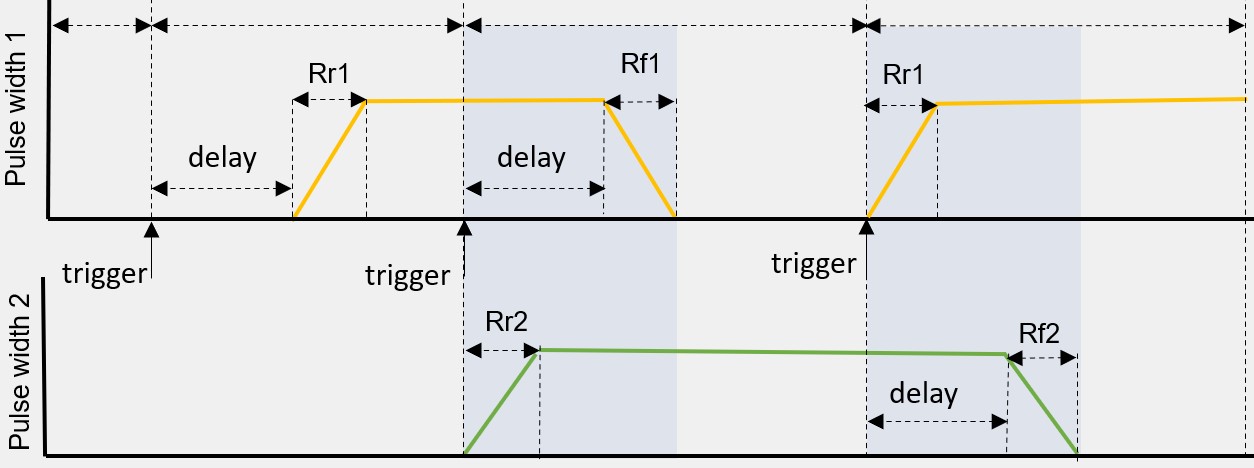 Pulse width 1
Rr1
Rf1
Rr1
delay
delay
trigger
trigger
trigger
Pulse width 2
Rr2
Rf2
delay